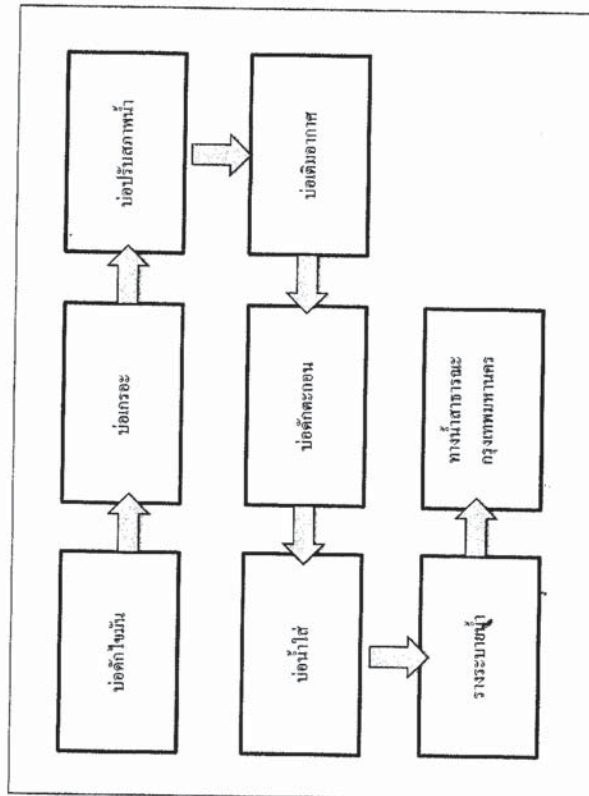 บ่อดักไขมัน
บ่อเกรอะ
บ่อปรับสภาพน้ำ
บ่อเติมอากาศ
บ่อตกตะกอน
บ่อน้ำใส
รางระบายน้ำ
ทางน้ำสาธารณะ
กรุงเทพมหานคร